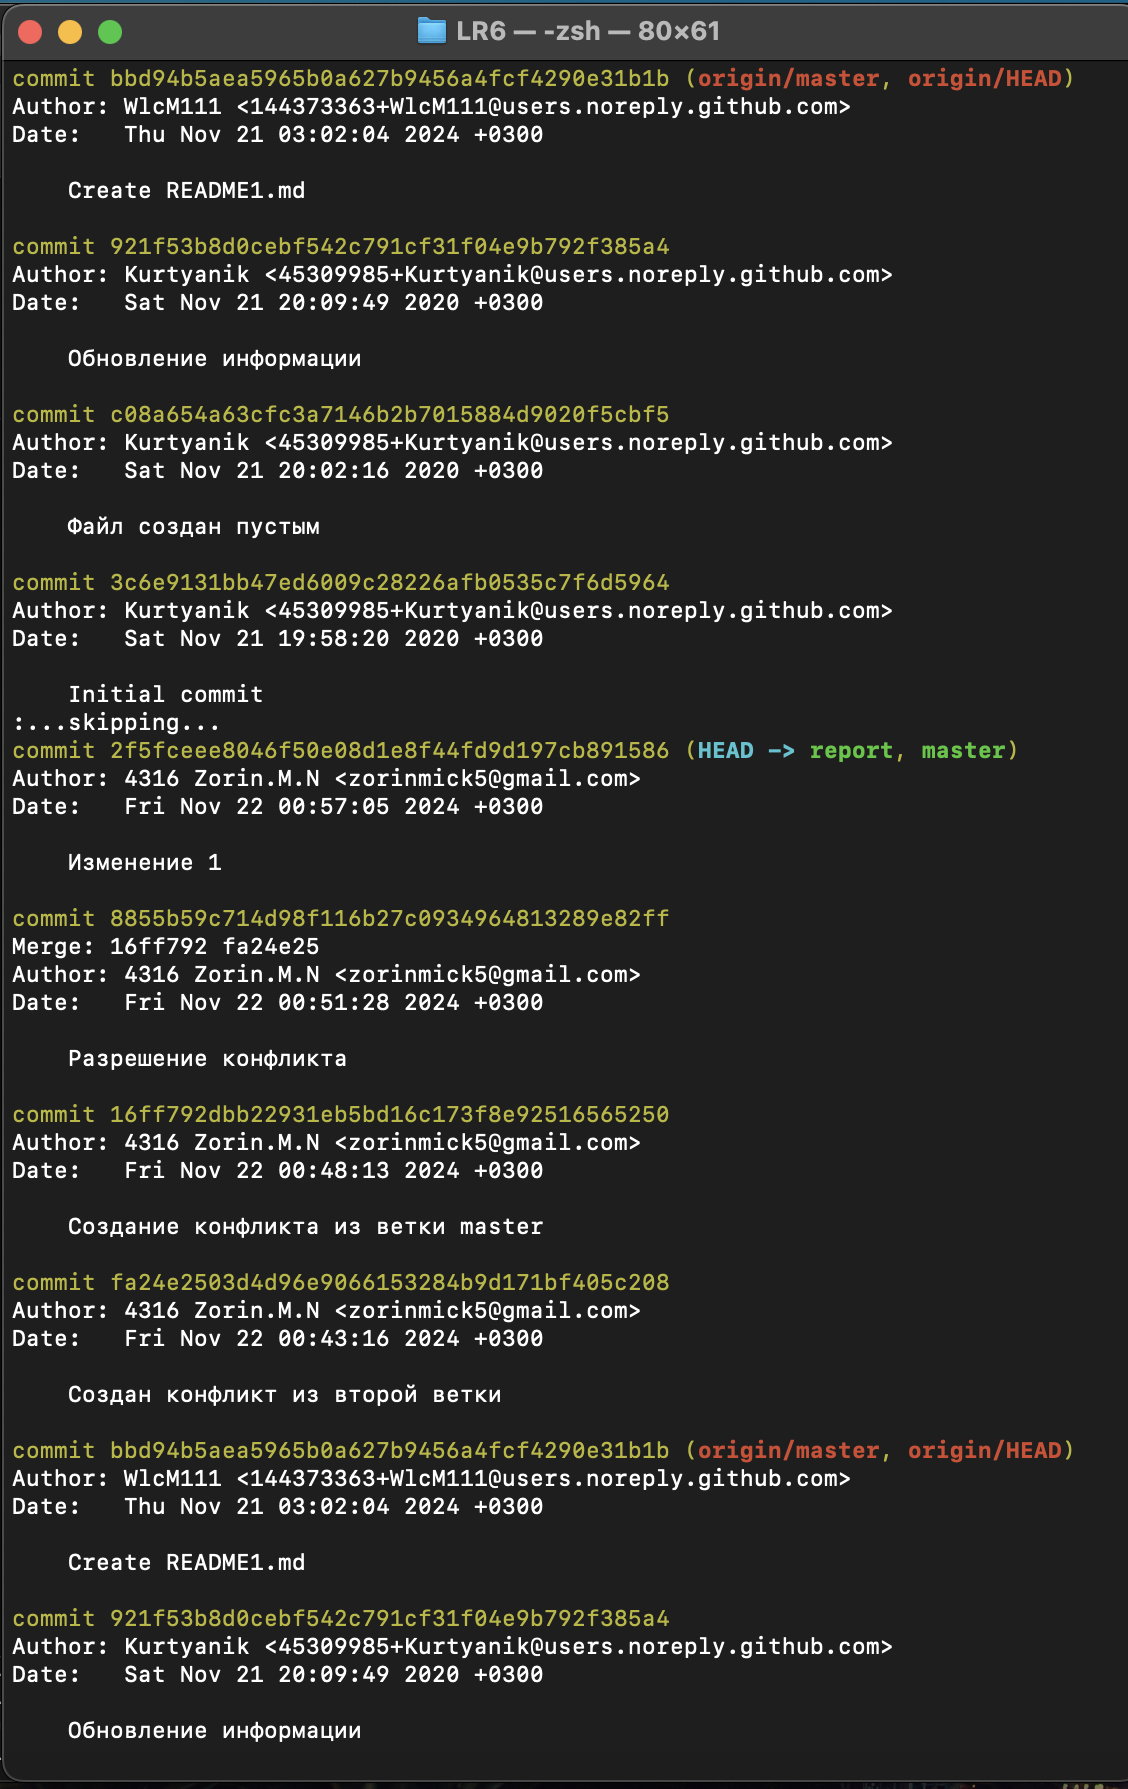 LR6 — -zsh — 80×61
commit bbd94b5aea5965b0a627b9456a4fcf4290e31b1b (origin/master, origin/HEAD)
Author: WlcM111 <144373363+WlcM111@users.noreply.github.com>
Date:   Thu Nov 21 03:02:04 2024 +0300
Create README1.md
commit 921f53b8d0cebf542c791cf31f04e9b792f385a4
Author: Kurtyanik <45309985+Kurtyanik@users.noreply.github.com>
Date:   Sat Nov 21 20:09:49 2020 +0300
Обновление информации
commit c08a654a63cfc3a7146b2b7015884d9020f5cbf5
Author: Kurtyanik <45309985+Kurtyanik@users.noreply.github.com>
Date:   Sat Nov 21 20:02:16 2020 +0300
Файл создан пустым
commit 3c6e9131bb47ed6009c28226afb0535c7f6d5964
Author: Kurtyanik <45309985+Kurtyanik@users.noreply.github.com>
Date:   Sat Nov 21 19:58:20 2020 +0300
Initial commit
:...skipping...
commit 2f5fceee8046f50e08d1e8f44fd9d197cb891586 (HEAD -> report, master)
Author: 4316 Zorin.M.N <zorinmick5@gmail.com>
Date:   Fri Nov 22 00:57:05 2024 +0300
Изменение 1
commit 8855b59c714d98f116b27c0934964813289e82ff
Merge: 16ff792 fa24e25
Author: 4316 Zorin.M.N <zorinmick5@gmail.com>
Date:   Fri Nov 22 00:51:28 2024 +0300
Разрешение конфликта
commit 16ff792dbb22931eb5bd16c173f8e92516565250
Author: 4316 Zorin.M.N <zorinmick5@gmail.com>
Date:   Fri Nov 22 00:48:13 2024 +0300
Создание конфликта из ветки master
commit fa24e2503d4d96e9066153284b9d171bf405c208
Author: 4316 Zorin.M.N <zorinmick5@gmail.com>
Date:   Fri Nov 22 00:43:16 2024 +0300
Создан конфликт из второй ветки
commit bbd94b5aea5965b0a627b9456a4fcf4290e31b1b (origin/master, origin/HEAD)
Author: WlcM111 <144373363+WlcM111@users.noreply.github.com>
Date:   Thu Nov 21 03:02:04 2024 +0300
Create README1.md
commit 921f53b8d0cebf542c791cf31f04e9b792f385a4
Author: Kurtyanik <45309985+Kurtyanik@users.noreply.github.com>
Date:   Sat Nov 21 20:09:49 2020 +0300
Обновление информации